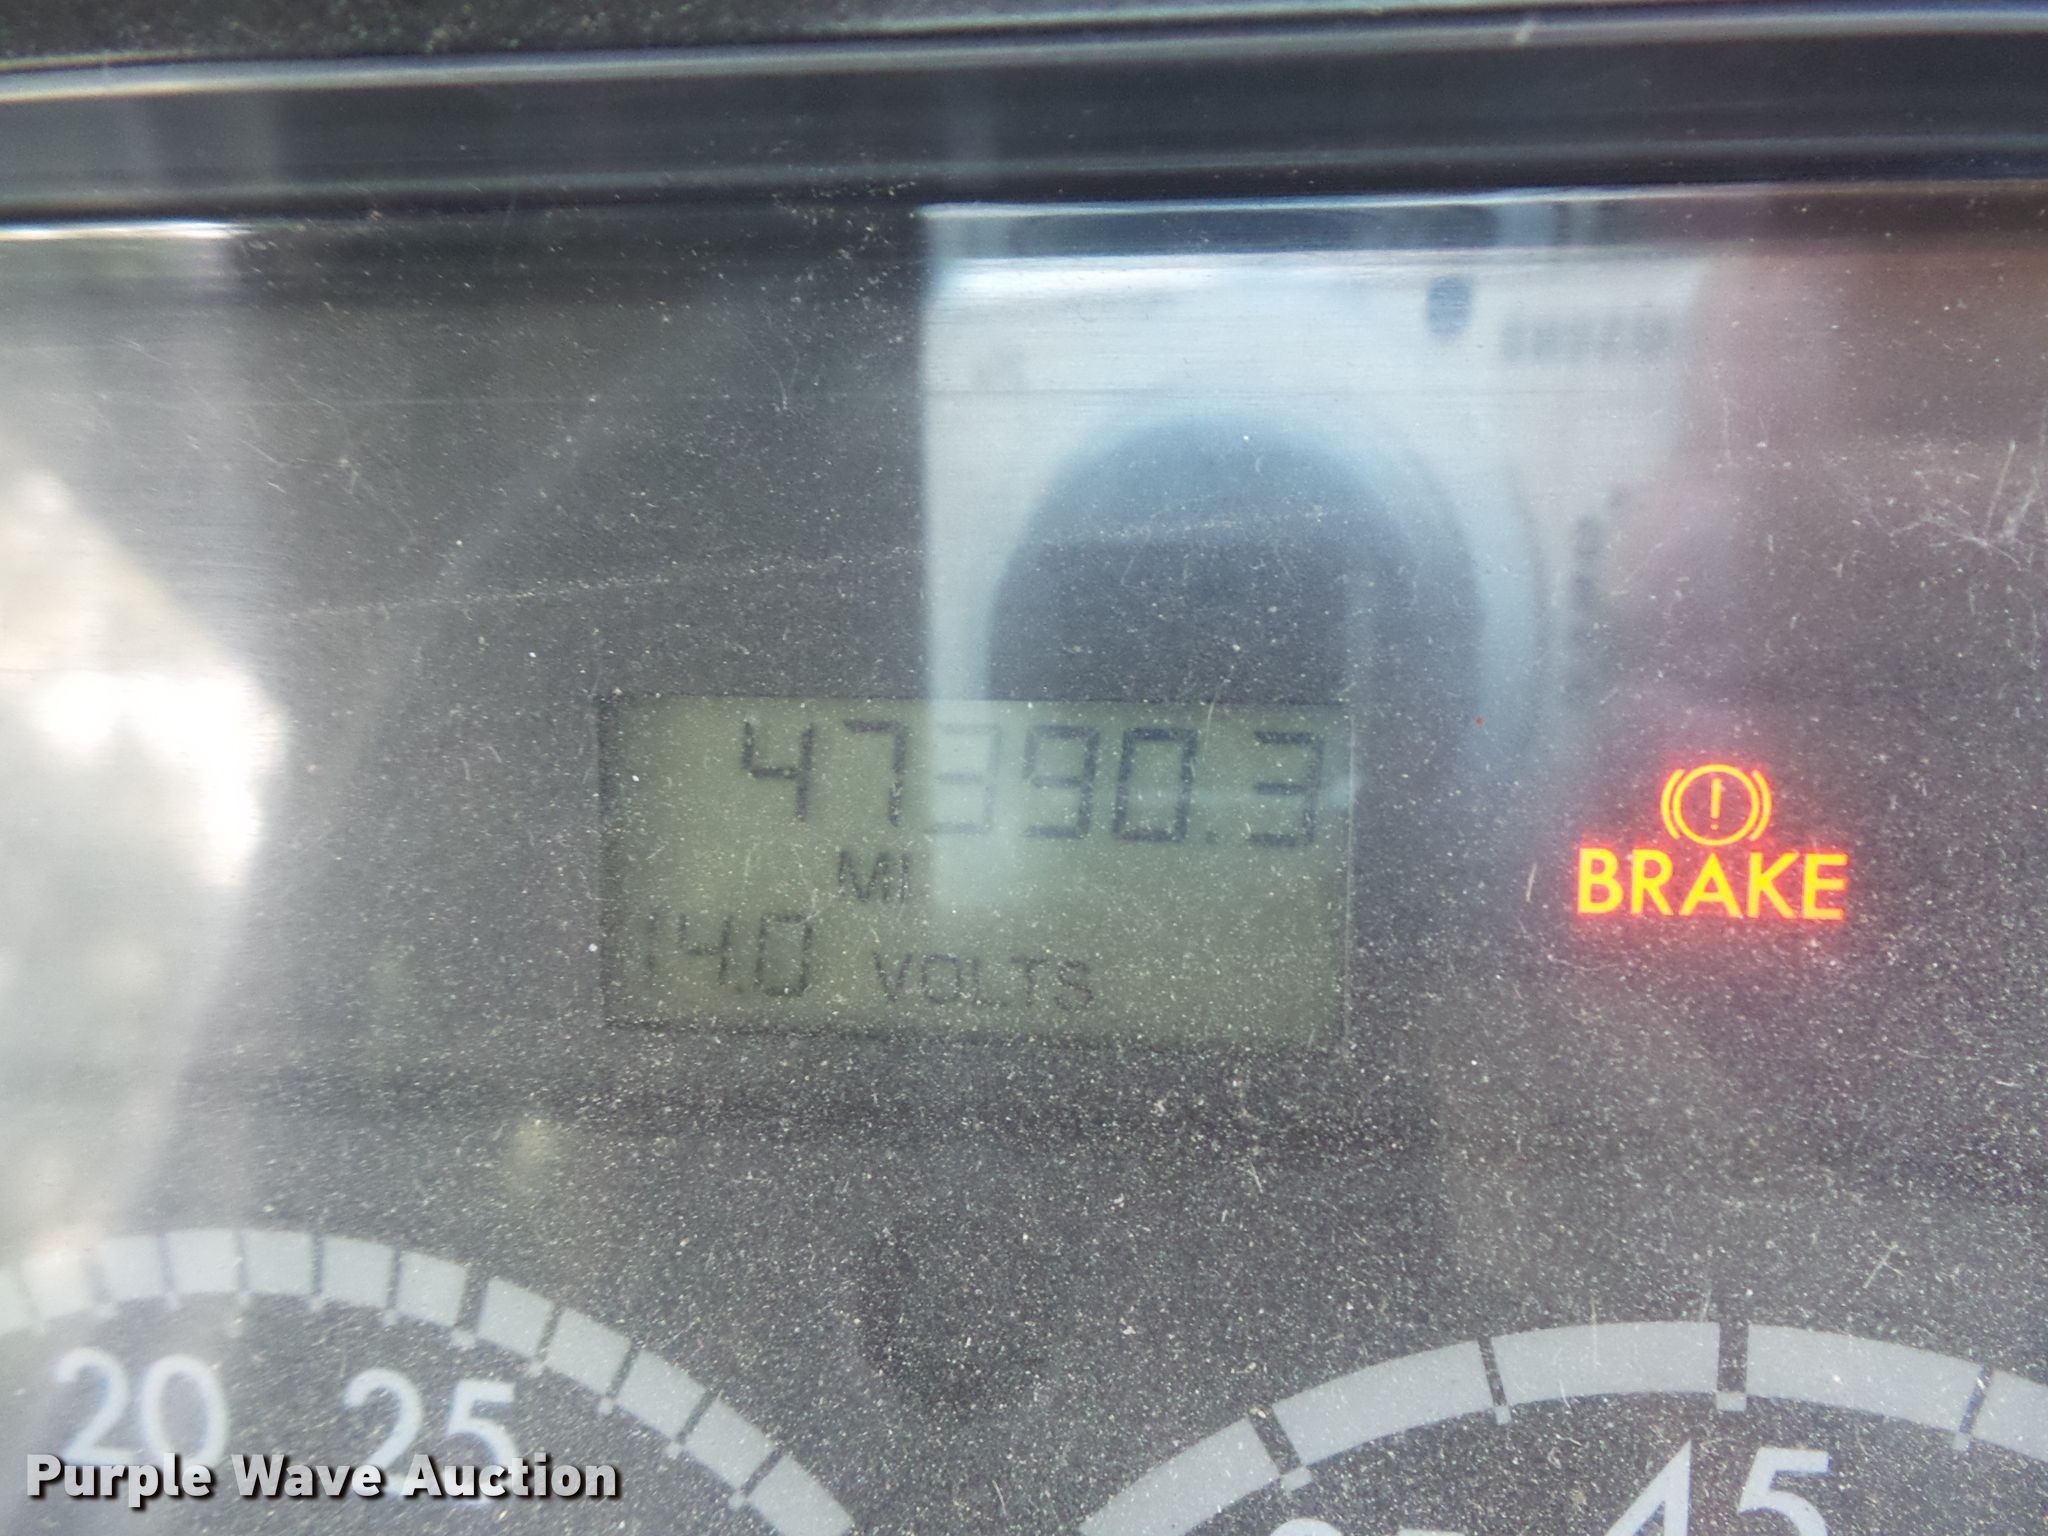 47390.3
MI
14.0 VOLTS
BRAKE
20
25
45
Purple Wave Auction